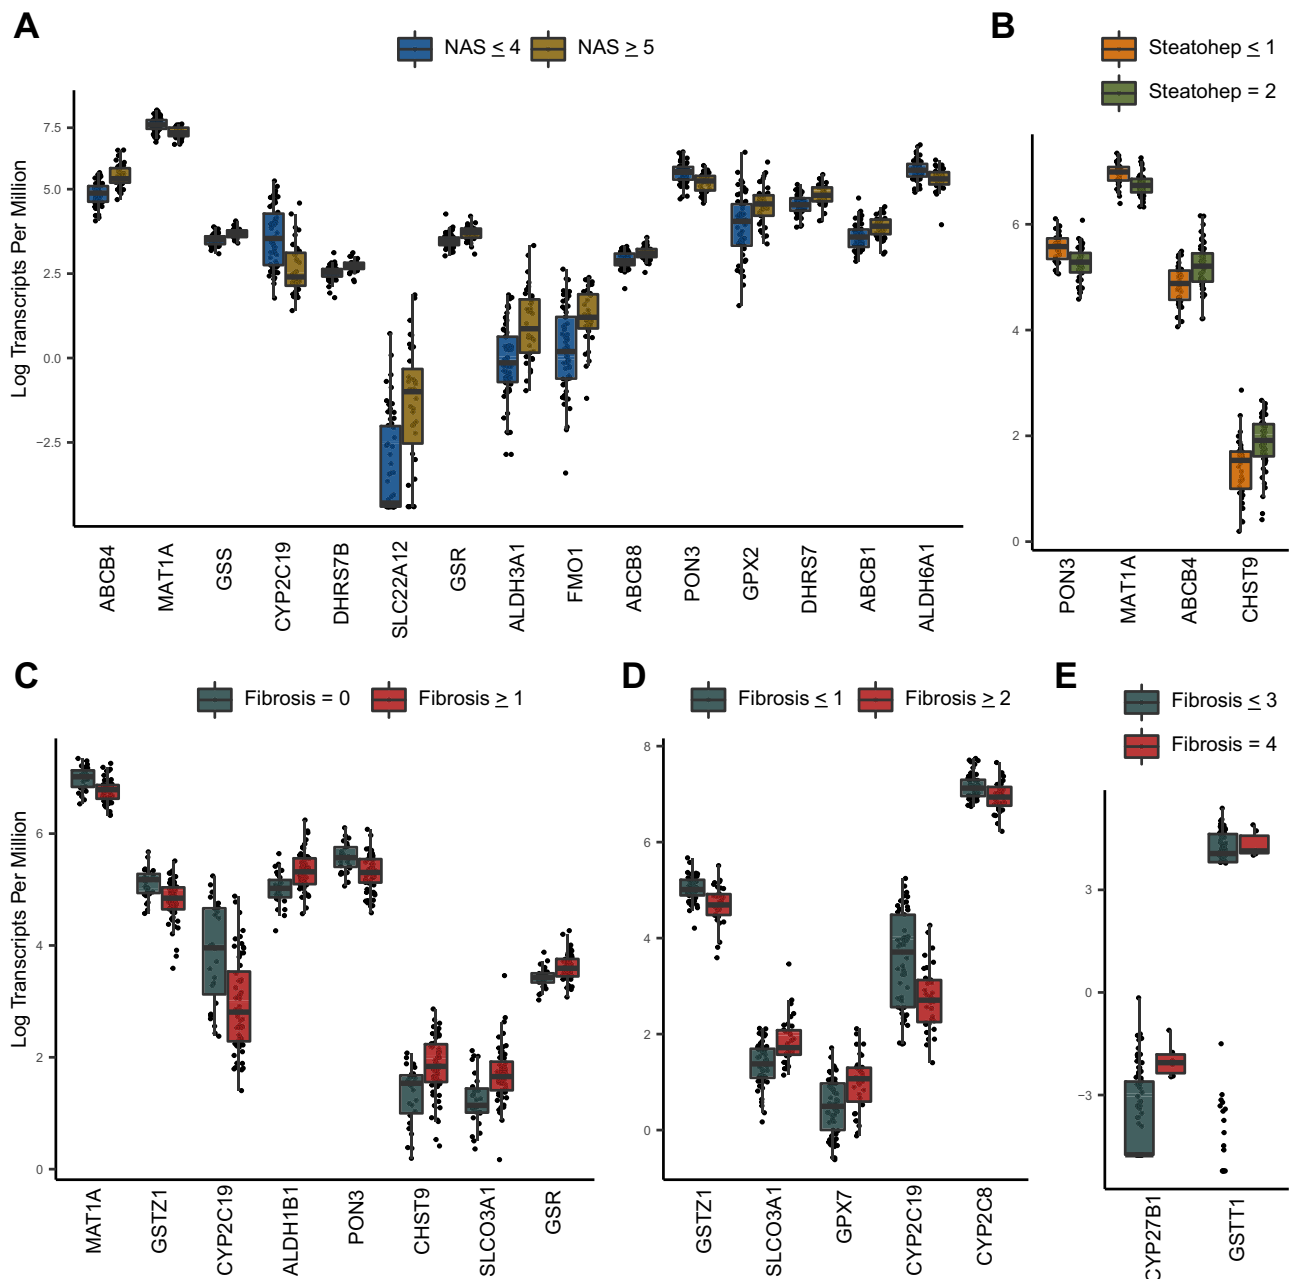 A
NAS ≤ 4
NAS ≥ 5
Log Transcripts Per Million
7.5
5.0
2.5
0.0
−2.5
ABCB4
MAT1A
GSS
CYP2C19
DHRS7B
SLC22A12
GSR
ALDH3A1
FMO1
ABCB8
PON3
GPX2
DHRS7
ABCB1
ALDH6A1
B
Steatohep ≤ 1
Steatohep = 2
6
4
2
0
PON3
MAT1A
ABCB4
CHST9
C
Fibrosis = 0
Fibrosis ≥ 1
Log Transcripts Per Million
6
4
2
0
MAT1A
GSTZ1
CYP2C19
ALDH1B1
PON3
CHST9
SLCO3A1
GSR
D
Fibrosis ≤ 1
Fibrosis ≥ 2
8
6
4
2
0
GSTZ1
SLCO3A1
GPX7
CYP2C19
CYP2C8
E
Fibrosis ≤ 3
Fibrosis = 4
3
0
−3
CYP27B1
GSTT1